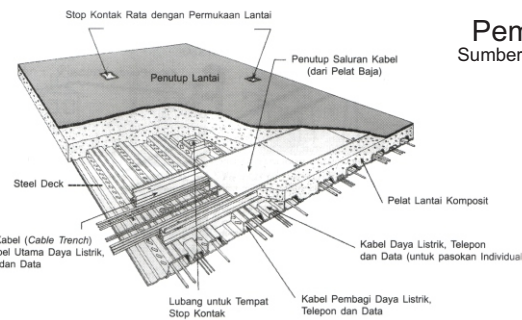 Stop Kontak Rata dengan Permukaan Lantai
Sumber
Penutup Saluran Kabel
(dari Pelat Baja)
Penutup Lantai
Steel Deck
Pelat Lantai Komposit
Kabel (Cable Trench)
Utama Daya Listrik,
dan Data
Kabel Daya Listrik, Telepon
dan Data (untuk pasokan Individual
Lubang untuk Tempat
Stop Kontak
Kabel Pembagi Daya Listrik,
Telepon dan Data